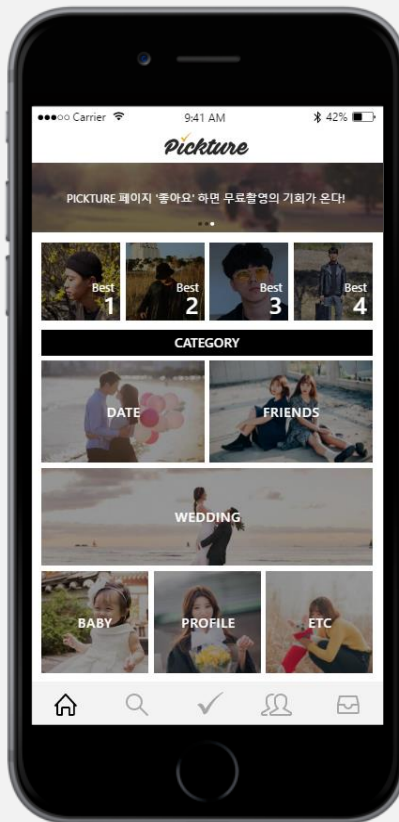 ●●●○○ Carrier 9:41 AM 42%
Pickture
PICKTURE 페이지 '좋아요' 하면 무료촬영의 기회가 온다!
Best 1
Best 2
Best 3
Best 4
CATEGORY
DATE
FRIENDS
WEDDING
BABY
PROFILE
ETC